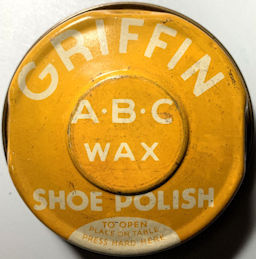 GRIFFIN
A·B·C
WAX
SHOE POLISH
TO OPEN
PLACE ON TABLE
PRESS HARD HERE